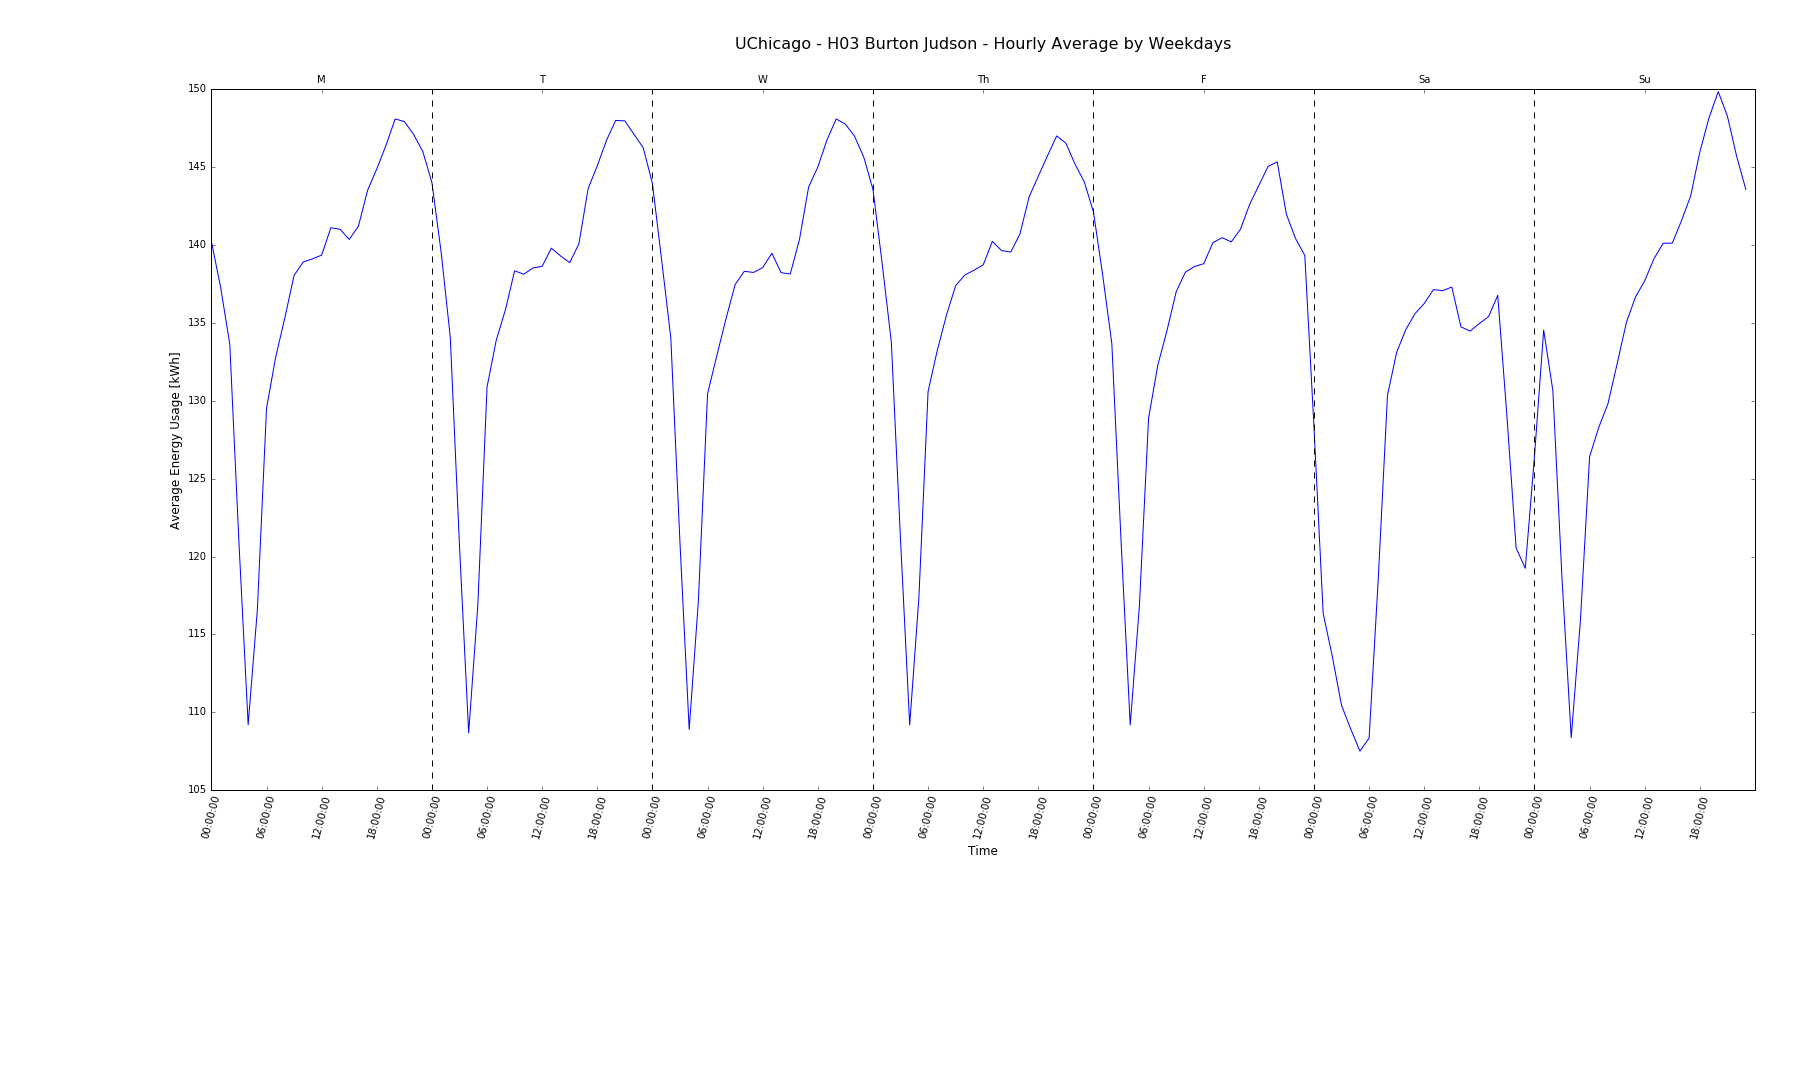 UChicago - H03 Burton Judson - Hourly Average by Weekdays
M T W Th F Sa Su
150
145
140
135
130
125
120
115
110
105
Average Energy Usage [kWh]
00:00:00 06:00:00 12:00:00 18:00:00 00:00:00 06:00:00 12:00:00 18:00:00 00:00:00 06:00:00 12:00:00 18:00:00 00:00:00 06:00:00 12:00:00 18:00:00 00:00:00 06:00:00 12:00:00 18:00:00 00:00:00 06:00:00 12:00:00 18:00:00 00:00:00 06:00:00 12:00:00 18:00:00
Time